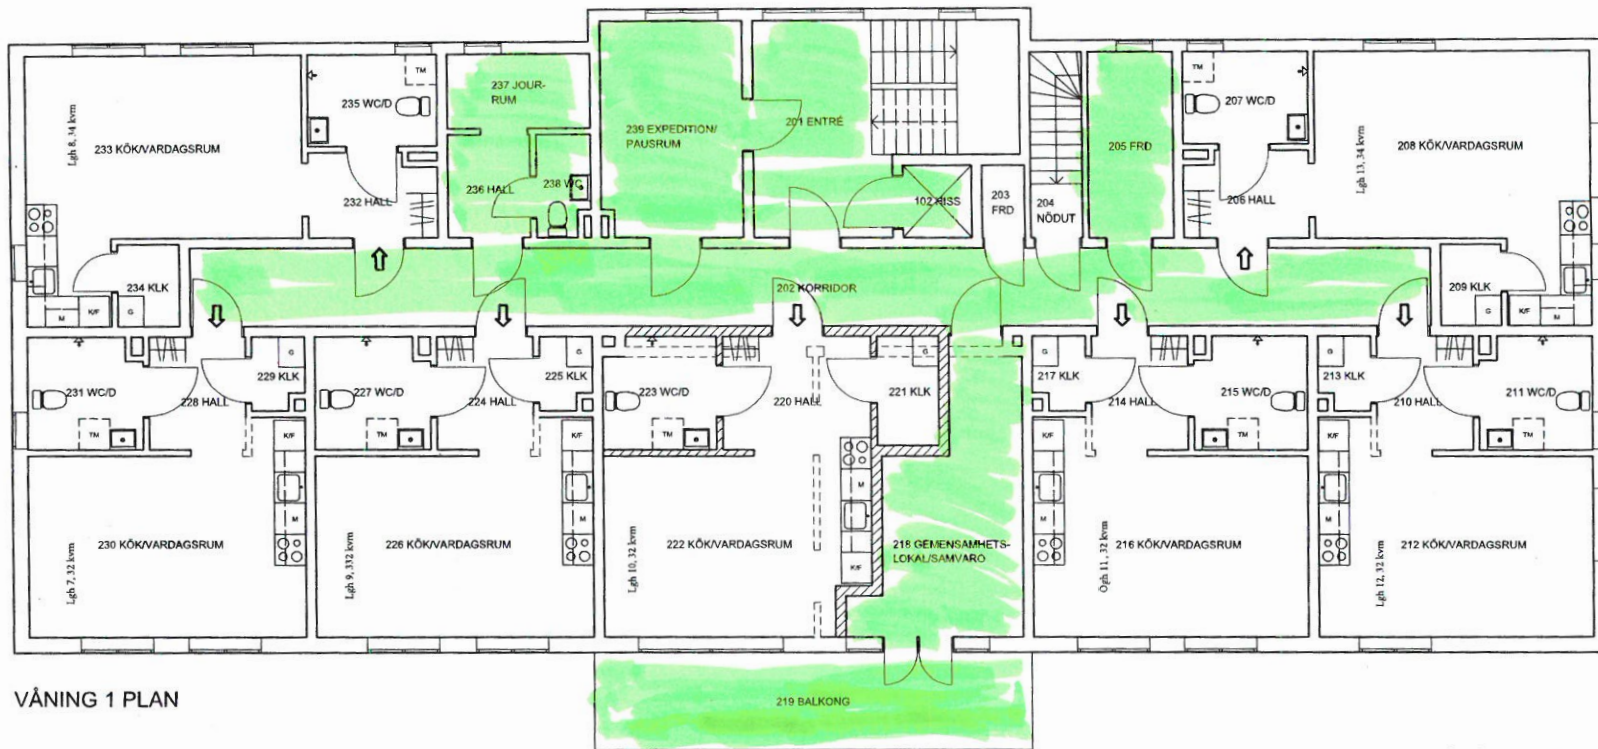 237 JOUR-
RUM
TM
235 WC/D
239 EXPEDITION/
PAUSRUM
201 ENTRÉ
205 FRD
TM
207 WC/D
Lgh 8, 34 kvm
233 KÖK/VARDAGSRUM
232 HALL
236 HALL
238 WC
102 HISS
203
FRD
204
NÖDUT
206 HALL
Lgh 13, 34 kvm
208 KÖK/VARDAGSRUM
234 KLK
M
K/F
G
202 KORRIDOR
209 KLK
G
K/F
M
231 WC/D
TM
228 HALL
G
229 KLK
227 WC/D
TM
224 HALL
G
225 KLK
223 WC/D
TM
220 HALL
G
221 KLK
G
217 KLK
214 HALL
215 WC/D
TM
G
213 KLK
210 HALL
211 WC/D
TM
Lgh 7, 32 kvm
230 KÖK/VARDAGSRUM
K/F
M
Lgh 9, 332 kvm
226 KÖK/VARDAGSRUM
K/F
M
Lgh 10, 32 kvm
222 KÖK/VARDAGSRUM
M
K/F
218 GEMENSAMHETS-
LOKAL/SAMVARO
K/F
M
Ögh 11, 32 kvm
216 KÖK/VARDAGSRUM
K/F
M
Lgh 12, 32 kvm
212 KÖK/VARDAGSRUM
VÅNING 1 PLAN
219 BALKONG